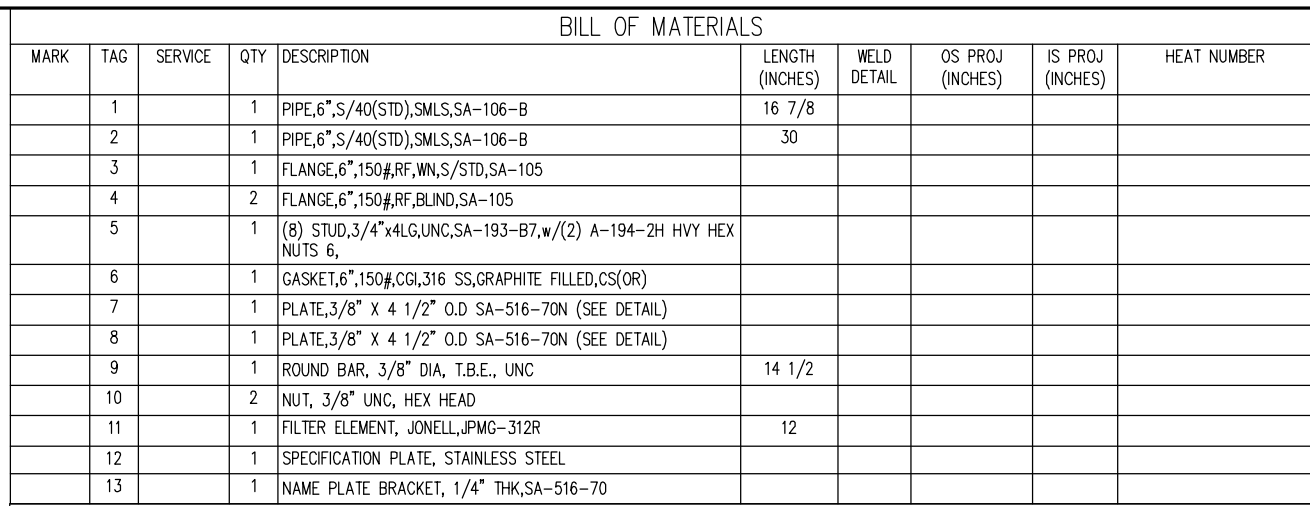 BILL OF MATERIALS
MARK TAG SERVICE QTY DESCRIPTION LENGTH (INCHES) WELD DETAIL OS PROJ (INCHES) IS PROJ (INCHES) HEAT NUMBER
1 1 PIPE,6",S/40(STD),SMLS,SA-106-B 16 7/8
2 1 PIPE,6",S/40(STD),SMLS,SA-106-B 30
3 1 FLANGE,6",150#,RF,WN,S/STD,SA-105
4 2 FLANGE,6",150#,RF,BLIND,SA-105
5 1 (8) STUD,3/4"x4LG,UNC,SA-193-B7,w/(2) A-194-2H HVY HEX
NUTS 6,
6 1 GASKET,6",150#,CGI,316 SS,GRAPHITE FILLED,CS(OR)
7 1 PLATE,3/8" X 4 1/2" O.D SA-516-70N (SEE DETAIL)
8 1 PLATE,3/8" X 4 1/2" O.D SA-516-70N (SEE DETAIL)
9 1 ROUND BAR, 3/8" DIA, T.B.E., UNC 14 1/2
10 2 NUT, 3/8" UNC, HEX HEAD
11 1 FILTER ELEMENT, JONELL,JPMG-312R 12
12 1 SPECIFICATION PLATE, STAINLESS STEEL
13 1 NAME PLATE BRACKET, 1/4" THK,SA-516-70